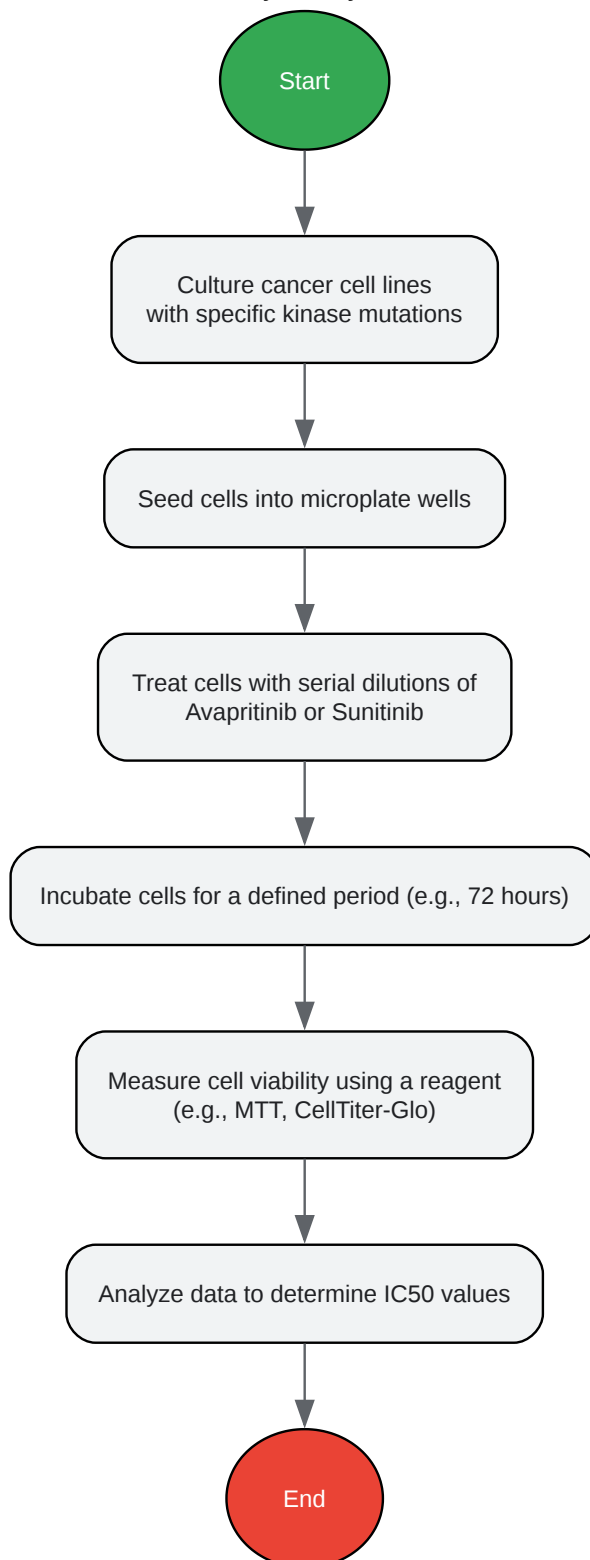 Start
Culture cancer cell lines
with specific kinase mutations
Seed cells into microplate wells
Treat cells with serial dilutions of
Avapritinib or Sunitinib
Incubate cells for a defined period (e.g., 72 hours)
Measure cell viability using a reagent
(e.g., MTT, CellTiter-Glo)
Analyze data to determine IC50 values
End